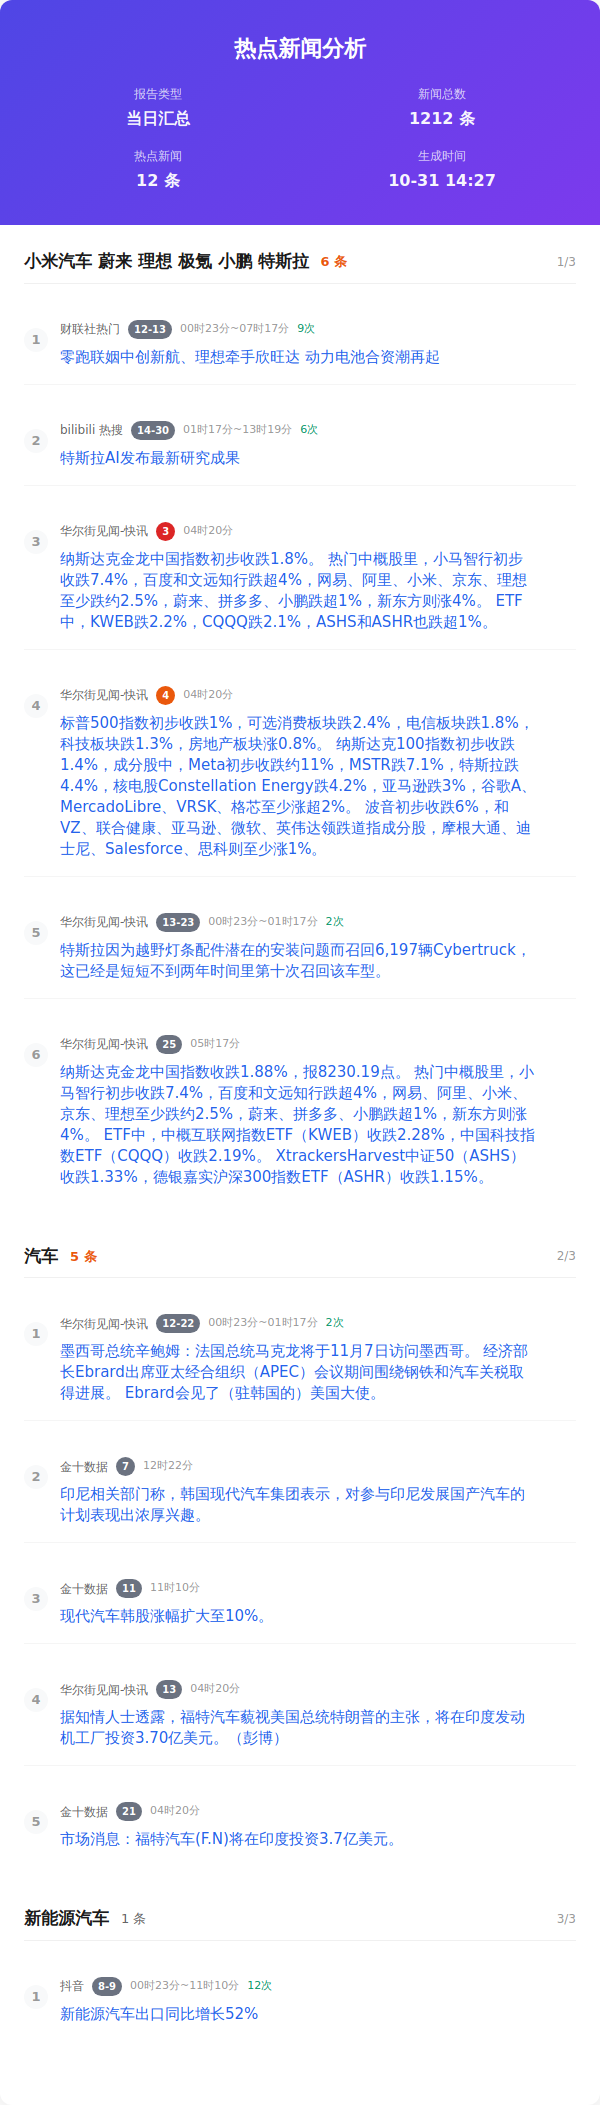 热点新闻分析
报告类型
新闻总数
当日汇总
1212 条
热点新闻
生成时间
12 条
10-31 14:27
小米汽车 蔚来 理想 极氪 小鹏 特斯拉 6 条 1/3
1 财联社热门 12-13 00时23分~07时17分 9次
零跑联姻中创新航、理想牵手欣旺达 动力电池合资潮再起
2 bilibili 热搜 14-30 01时17分~13时19分 6次
特斯拉AI发布最新研究成果
3 华尔街见闻-快讯 3 04时20分
纳斯达克金龙中国指数初步收跌1.8%。 热门中概股里，小马智行初步
收跌7.4%，百度和文远知行跌超4%，网易、阿里、小米、京东、理想
至少跌约2.5%，蔚来、拼多多、小鹏跌超1%，新东方则涨4%。 ETF
中，KWEB跌2.2%，CQQQ跌2.1%，ASHS和ASHR也跌超1%。
4 华尔街见闻-快讯 4 04时20分
标普500指数初步收跌1%，可选消费板块跌2.4%，电信板块跌1.8%，
科技板块跌1.3%，房地产板块涨0.8%。 纳斯达克100指数初步收跌
1.4%，成分股中，Meta初步收跌约11%，MSTR跌7.1%，特斯拉跌
4.4%，核电股Constellation Energy跌4.2%，亚马逊跌3%，谷歌A、
MercadoLibre、VRSK、格芯至少涨超2%。 波音初步收跌6%，和
VZ、联合健康、亚马逊、微软、英伟达领跌道指成分股，摩根大通、迪
士尼、Salesforce、思科则至少涨1%。
5 华尔街见闻-快讯 13-23 00时23分~01时17分 2次
特斯拉因为越野灯条配件潜在的安装问题而召回6,197辆Cybertruck，
这已经是短短不到两年时间里第十次召回该车型。
6 华尔街见闻-快讯 25 05时17分
纳斯达克金龙中国指数收跌1.88%，报8230.19点。 热门中概股里，小
马智行初步收跌7.4%，百度和文远知行跌超4%，网易、阿里、小米、
京东、理想至少跌约2.5%，蔚来、拼多多、小鹏跌超1%，新东方则涨
4%。 ETF中，中概互联网指数ETF（KWEB）收跌2.28%，中国科技指
数ETF（CQQQ）收跌2.19%。 XtrackersHarvest中证50（ASHS）
收跌1.33%，德银嘉实沪深300指数ETF（ASHR）收跌1.15%。
汽车 5 条 2/3
1 华尔街见闻-快讯 12-22 00时23分~01时17分 2次
墨西哥总统辛鲍姆：法国总统马克龙将于11月7日访问墨西哥。 经济部
长Ebrard出席亚太经合组织（APEC）会议期间围绕钢铁和汽车关税取
得进展。 Ebrard会见了（驻韩国的）美国大使。
2 金十数据 7 12时22分
印尼相关部门称，韩国现代汽车集团表示，对参与印尼发展国产汽车的
计划表现出浓厚兴趣。
3 金十数据 11 11时10分
现代汽车韩股涨幅扩大至10%。
4 华尔街见闻-快讯 13 04时20分
据知情人士透露，福特汽车藐视美国总统特朗普的主张，将在印度发动
机工厂投资3.70亿美元。（彭博）
5 金十数据 21 04时20分
市场消息：福特汽车(F.N)将在印度投资3.7亿美元。
新能源汽车 1 条 3/3
1 抖音 8-9 00时23分~11时10分 12次
新能源汽车出口同比增长52%